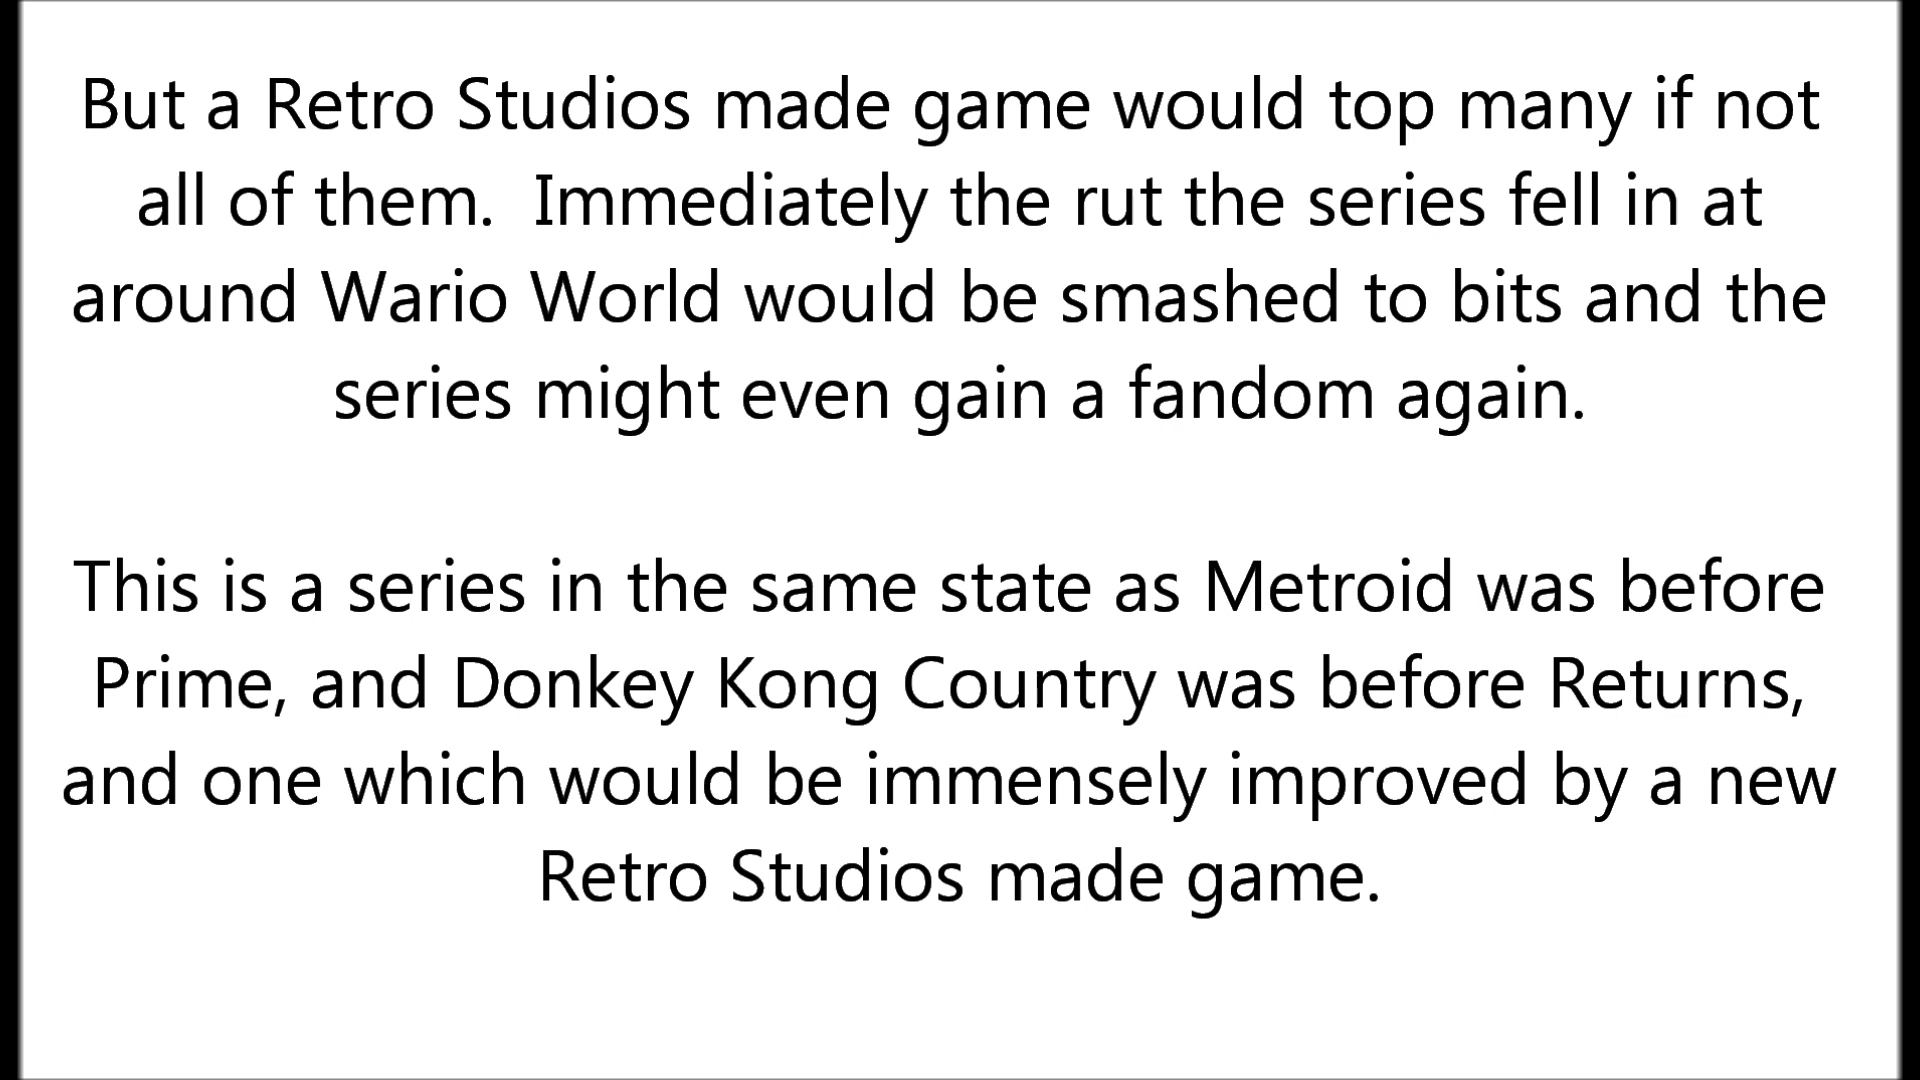 But a Retro Studios made game would top many if not
all of them.  Immediately the rut the series fell in at
around Wario World would be smashed to bits and the
series might even gain a fandom again.
This is a series in the same state as Metroid was before
Prime, and Donkey Kong Country was before Returns,
and one which would be immensely improved by a new
Retro Studios made game.